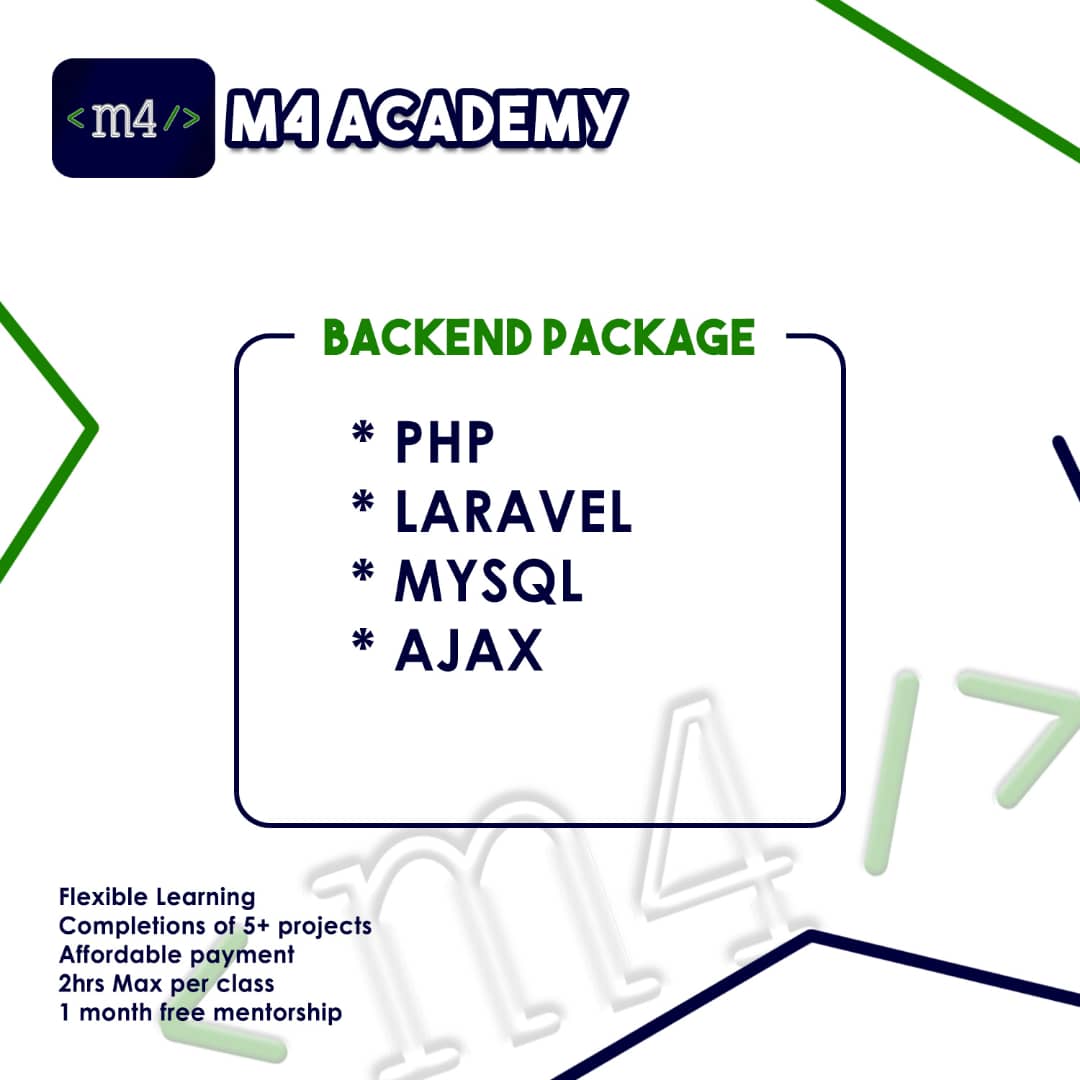 <m4/>
M4 ACADEMY
BACKEND PACKAGE
* PHP
* LARAVEL
* MYSQL
* AJAX
<m4/>
Flexible Learning
Completions of 5+ projects
Affordable payment
2hrs Max per class
1 month free mentorship